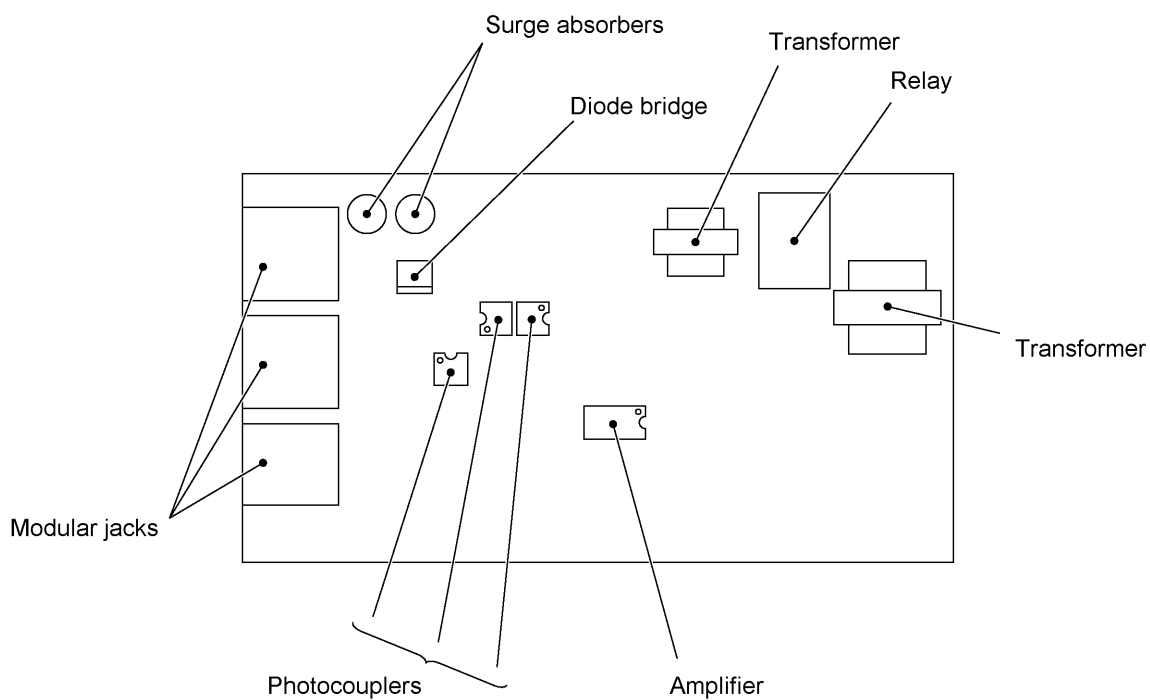 Surge absorbers
Transformer
Relay
Diode bridge
Transformer
Modular jacks
Photocouplers
Amplifier